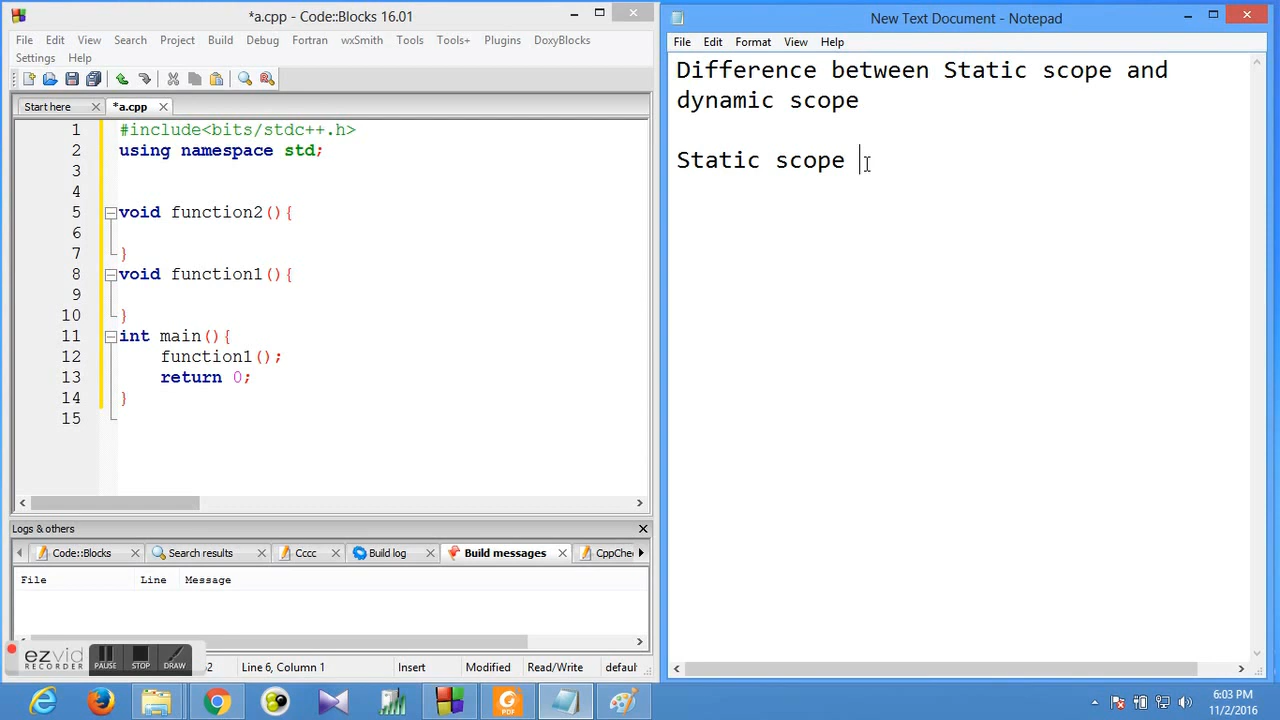 *a.cpp - Code::Blocks 16.01
File Edit View Search Project Build Debug Fortran wxSmith Tools Tools+ Plugins DoxyBlocks
Settings Help
Start here *a.cpp
1 #include<bits/stdc++.h>
2 using namespace std;
3
4
5 void function2(){
6
7 }
8 void function1(){
9
10 }
11 int main(){
12 function1();
13 return 0;
14 }
15
Logs & others
Code::Blocks Search results Cccc Build log Build messages CppChe
File Line Message
ezvid
RECORDER
PAUSE STOP DRAW
Line 6, Column 1 Insert Modified Read/Write defaul
New Text Document - Notepad
File Edit Format View Help
Difference between Static scope and
dynamic scope
Static scope
PDF
6:03 PM
11/2/2016